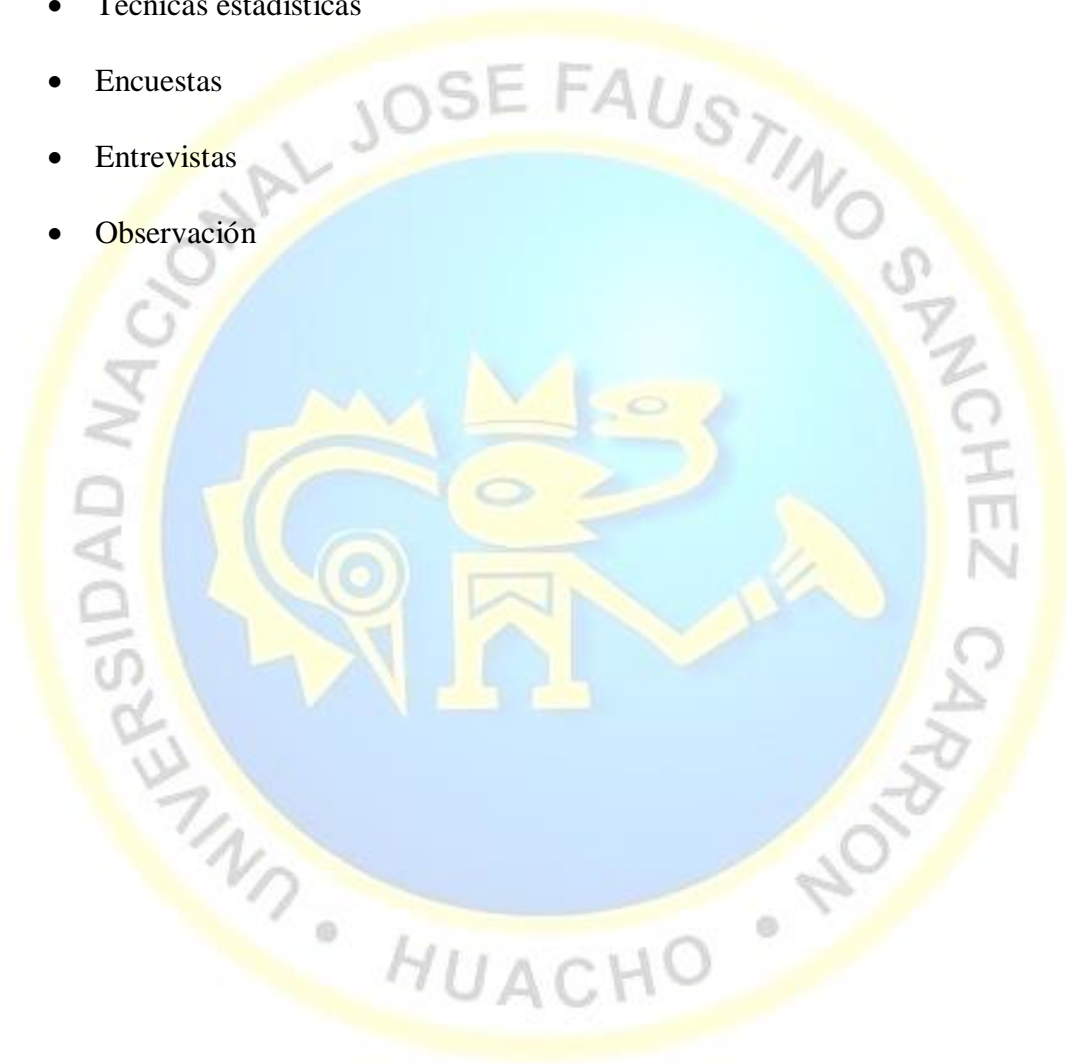 • Técnicas estadísticas
• Encuestas
• Entrevistas
• Observación
UNIVERSIDAD NACIONAL JOSE FAUSTINO SANCHEZ CARRION
• HUACHO •